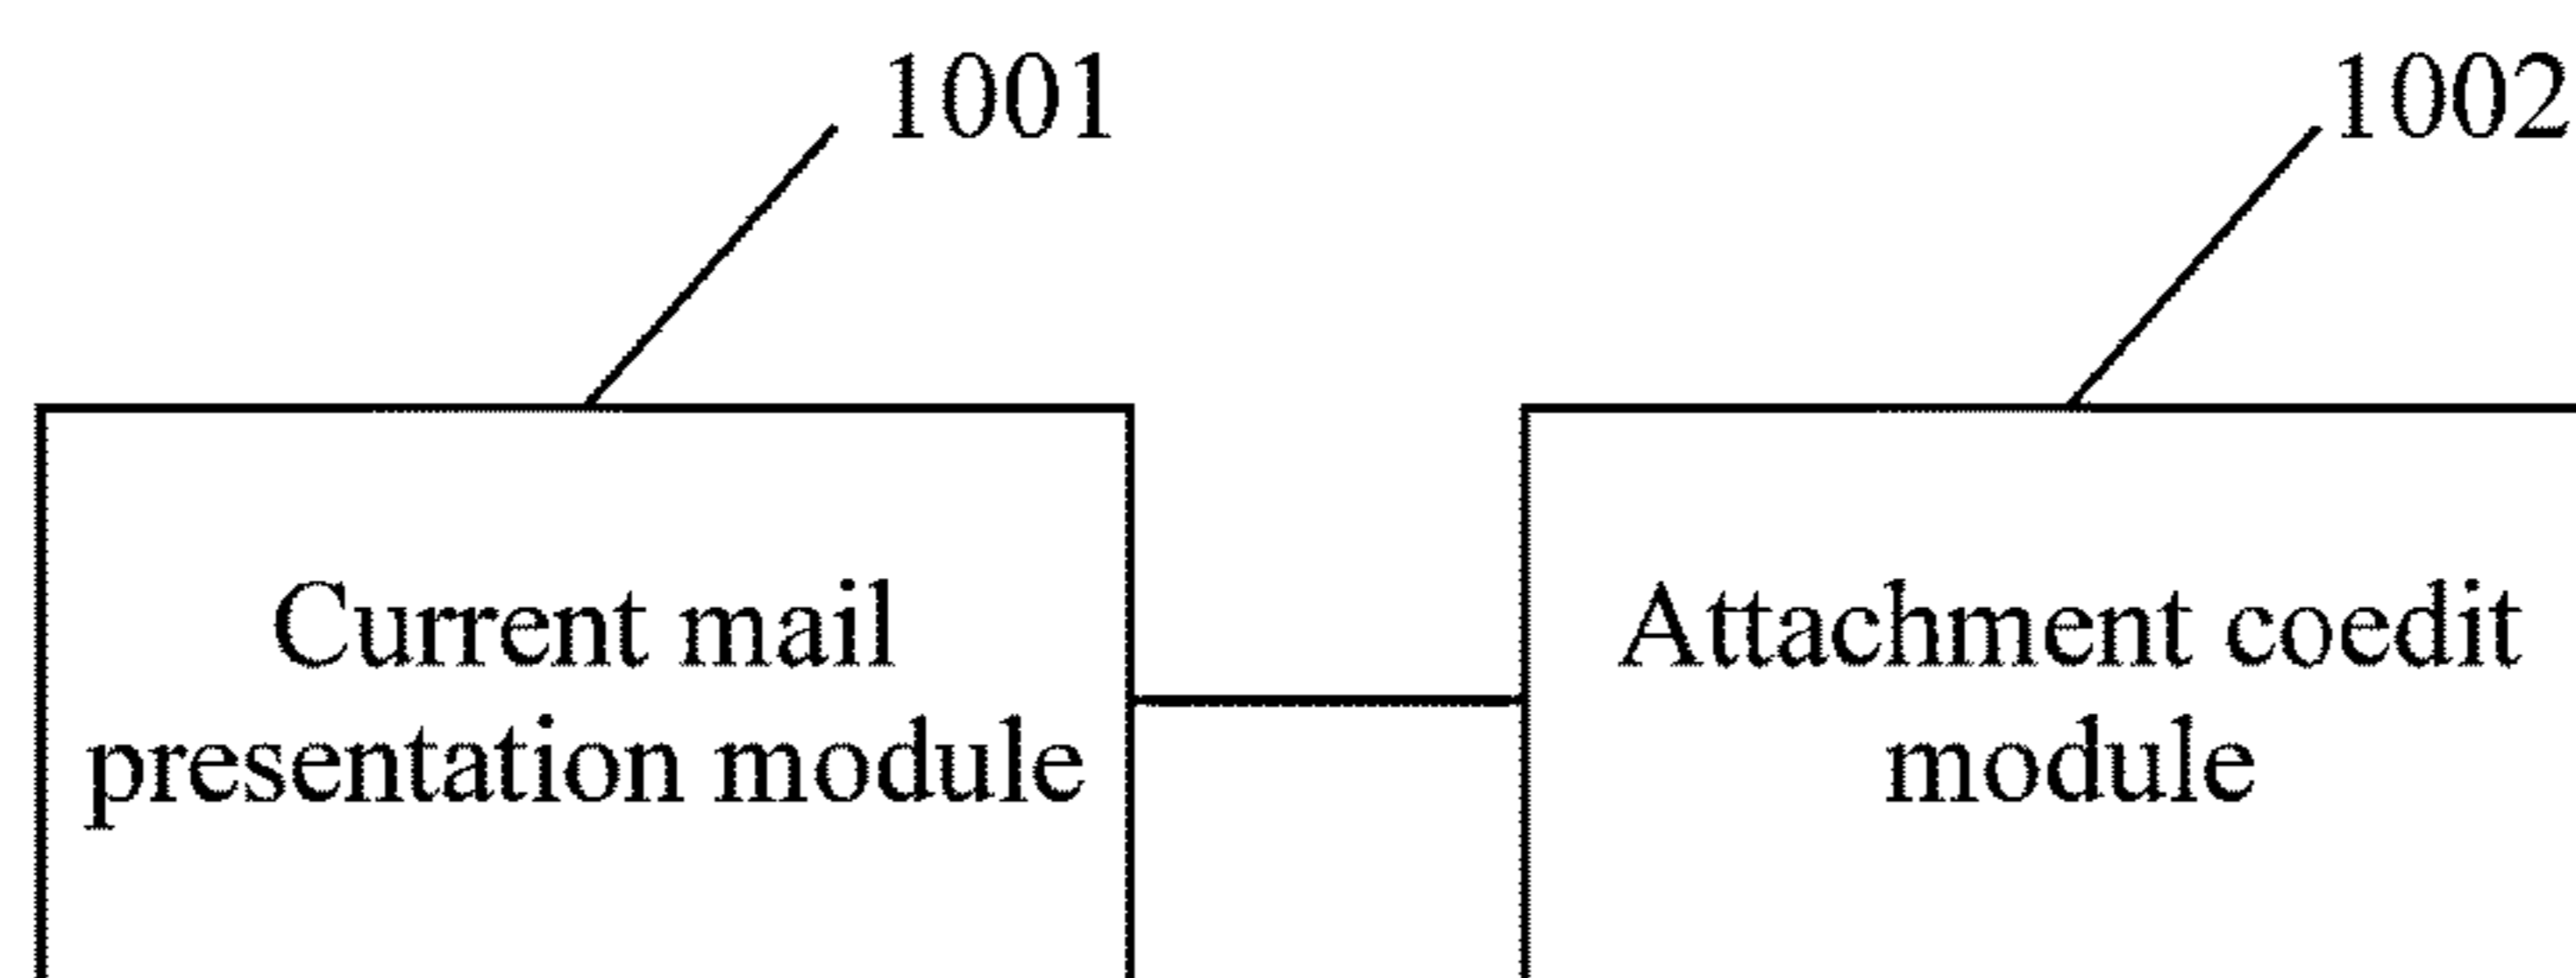 1001
1002
Current mail
presentation module
Attachment coedit
module